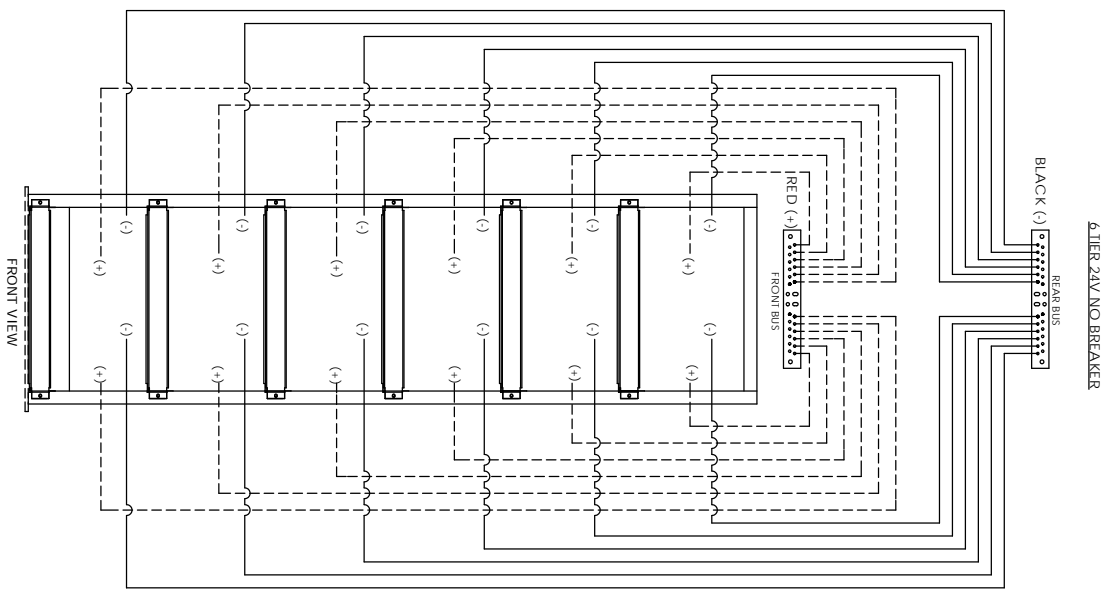 6 TIER 24V NO BREAKER
REAR BUS
BLACK (-)
RED (+)
FRONT BUS
(-) (-)
(+) (+)
(-) (-)
(+) (+)
(-) (-)
(+) (+)
(-) (-)
(+) (+)
(-) (-)
(+) (+)
(-) (-)
(+) (+)
FRONT VIEW